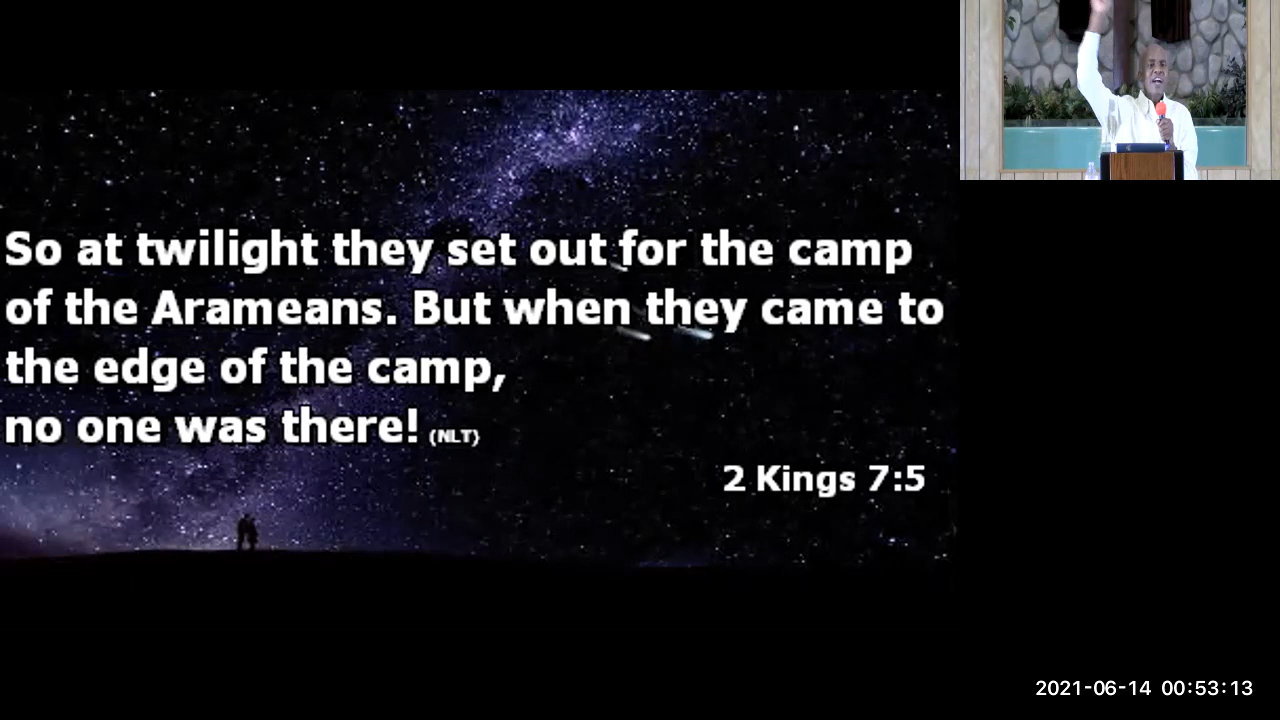 So at twilight they set out for the camp
of the Arameans. But when they came to
the edge of the camp,
no one was there! (NLT)
2 Kings 7:5
2021-06-14 00:53:13